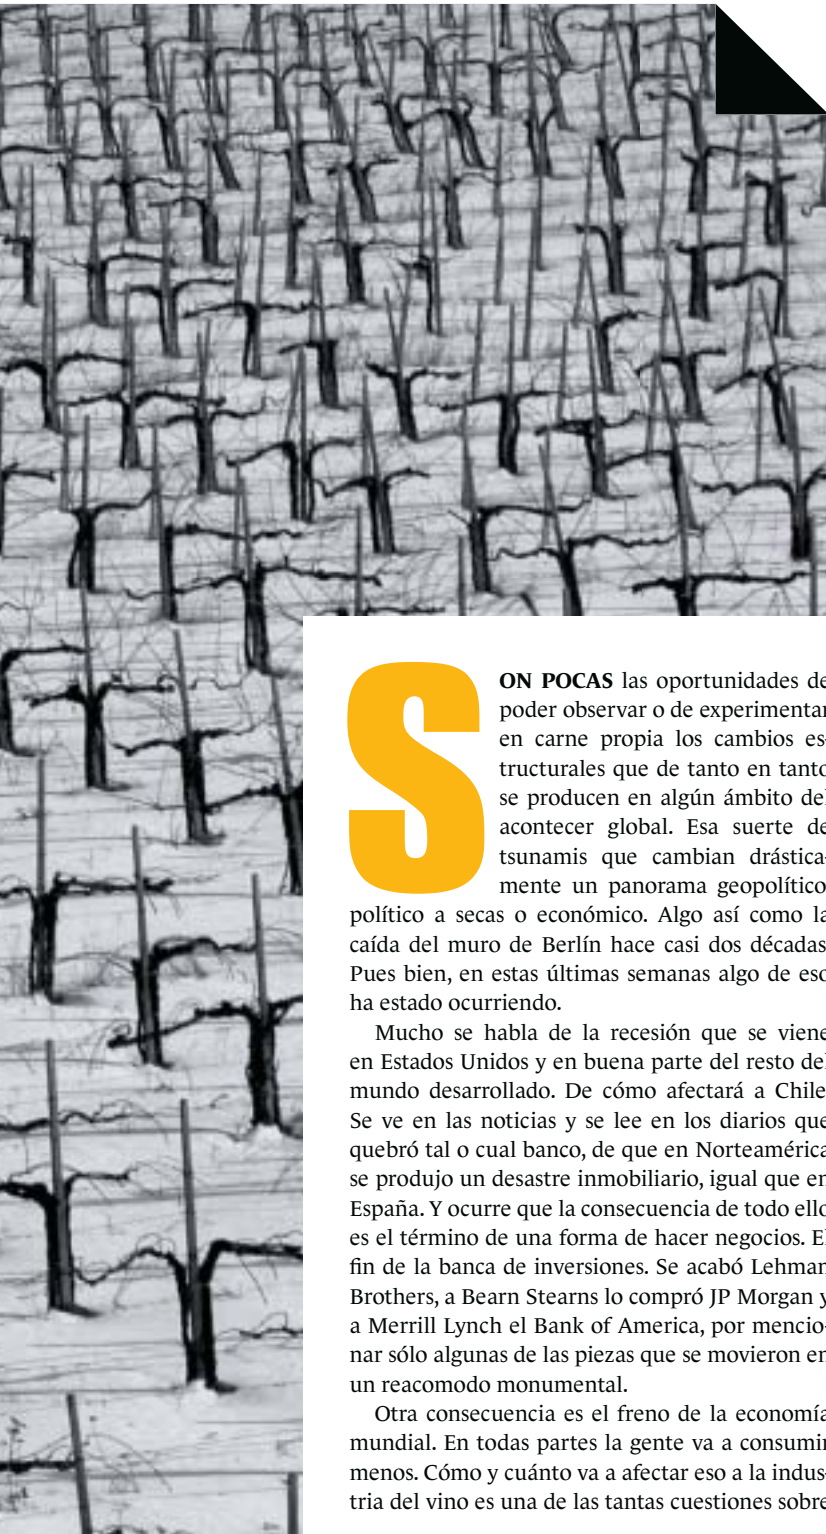 SON POCAS las oportunidades de
poder observar o de experimentar
en carne propia los cambios es-
tructurales que de tanto en tanto
se producen en algún ámbito del
acontecer global. Esa suerte de
tsunamis que cambian drástica-
mente un panorama geopolítico
político a secas o económico. Algo así como la
caída del muro de Berlín hace casi dos décadas
Pues bien, en estas últimas semanas algo de eso
ha estado ocurriendo.
Mucho se habla de la recesión que se viene
en Estados Unidos y en buena parte del resto del
mundo desarrollado. De cómo afectará a Chile
Se ve en las noticias y se lee en los diarios que
quebró tal o cual banco, de que en Norteamérica
se produjo un desastre inmobiliario, igual que en
España. Y ocurre que la consecuencia de todo ello
es el término de una forma de hacer negocios. El
fin de la banca de inversiones. Se acabó Lehman
Brothers, a Bearn Stearns lo compró JP Morgan y
a Merrill Lynch el Bank of America, por mencio-
nar sólo algunas de las piezas que se movieron en
un reacomodo monumental.
Otra consecuencia es el freno de la economía
mundial. En todas partes la gente va a consumir
menos. Cómo y cuánto va a afectar eso a la indus-
tria del vino es una de las tantas cuestiones sobre